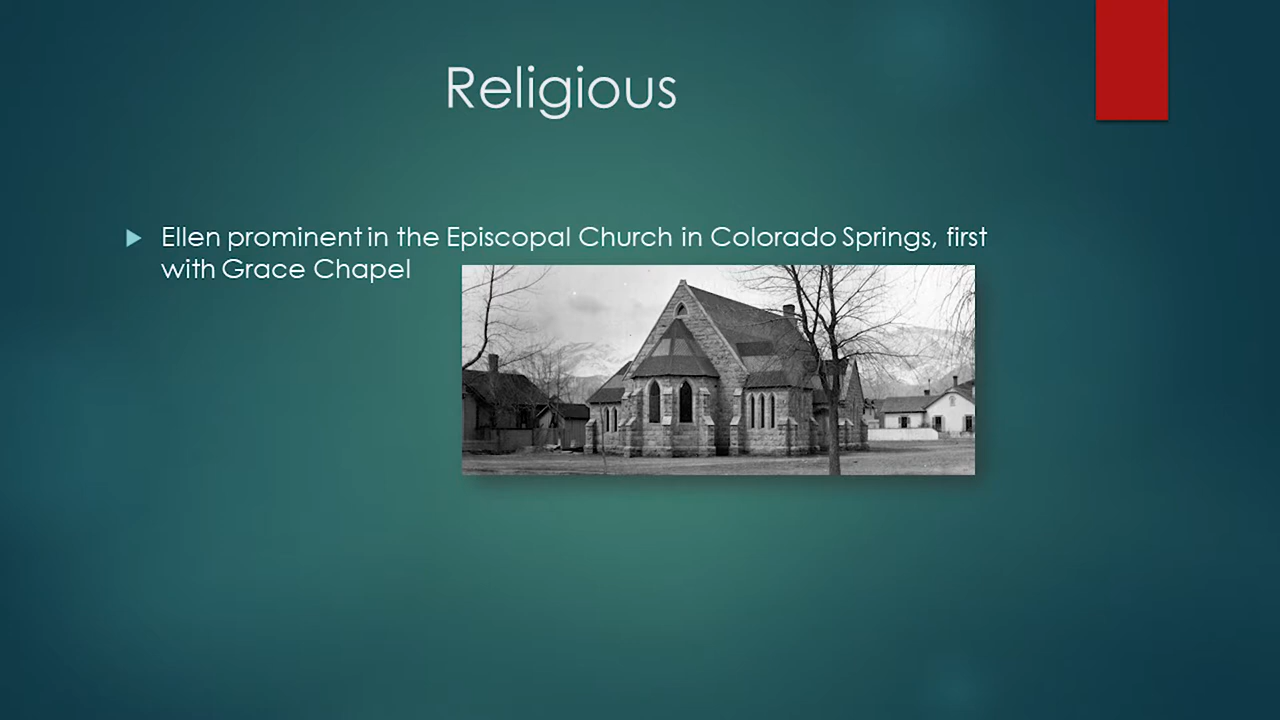 Religious
Ellen prominent in the Episcopal Church in Colorado Springs, first
with Grace Chapel